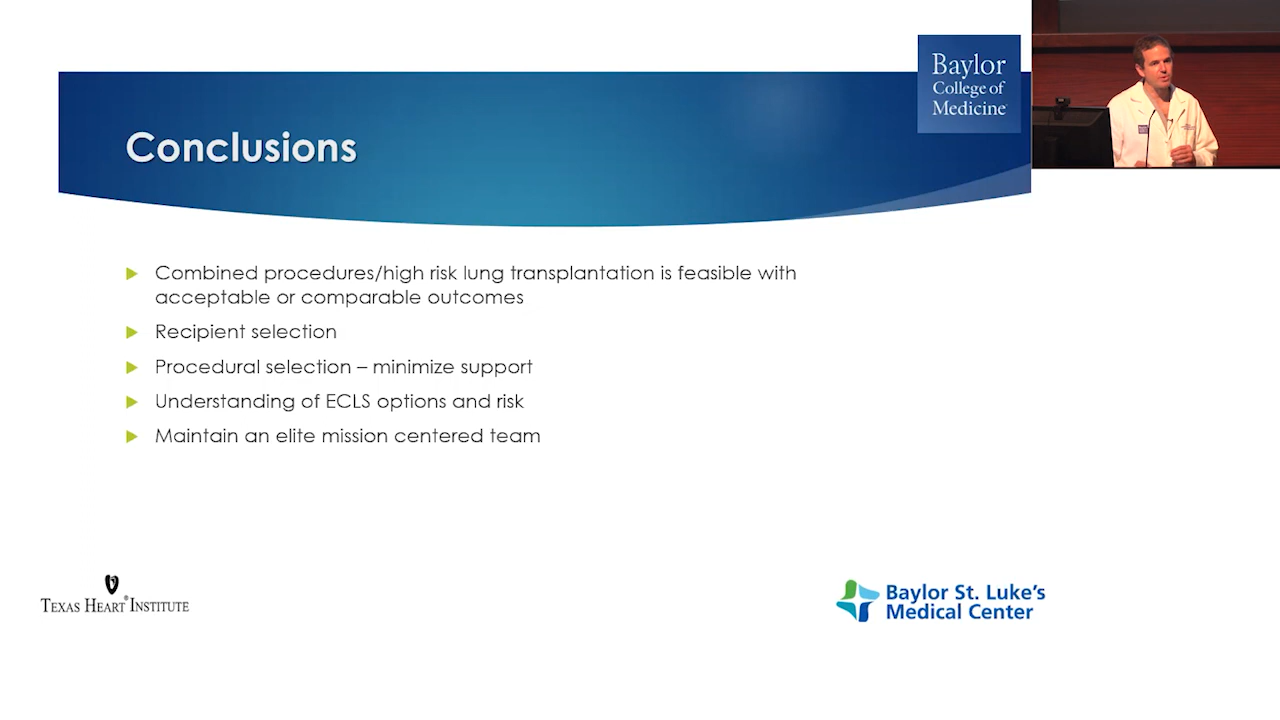 Baylor
College of
Medicine
Conclusions
Combined procedures/high risk lung transplantation is feasible with
acceptable or comparable outcomes
Recipient selection
Procedural selection – minimize support
Understanding of ECLS options and risk
Maintain an elite mission centered team
TEXAS HEART® INSTITUTE
Baylor St. Luke's
Medical Center